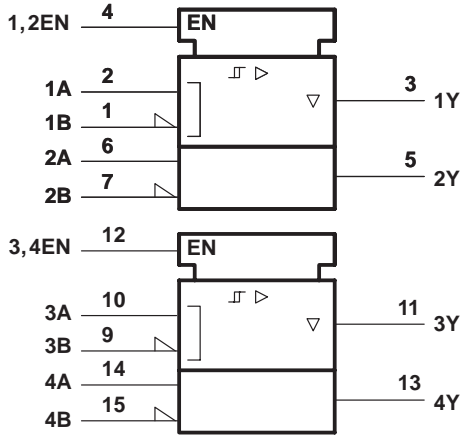 1,2EN 4 EN
1A 2
1B 1
2A 6
2B 7
3 1Y
5 2Y
3,4EN 12 EN
3A 10
3B 9
4A 14
4B 15
11 3Y
13 4Y